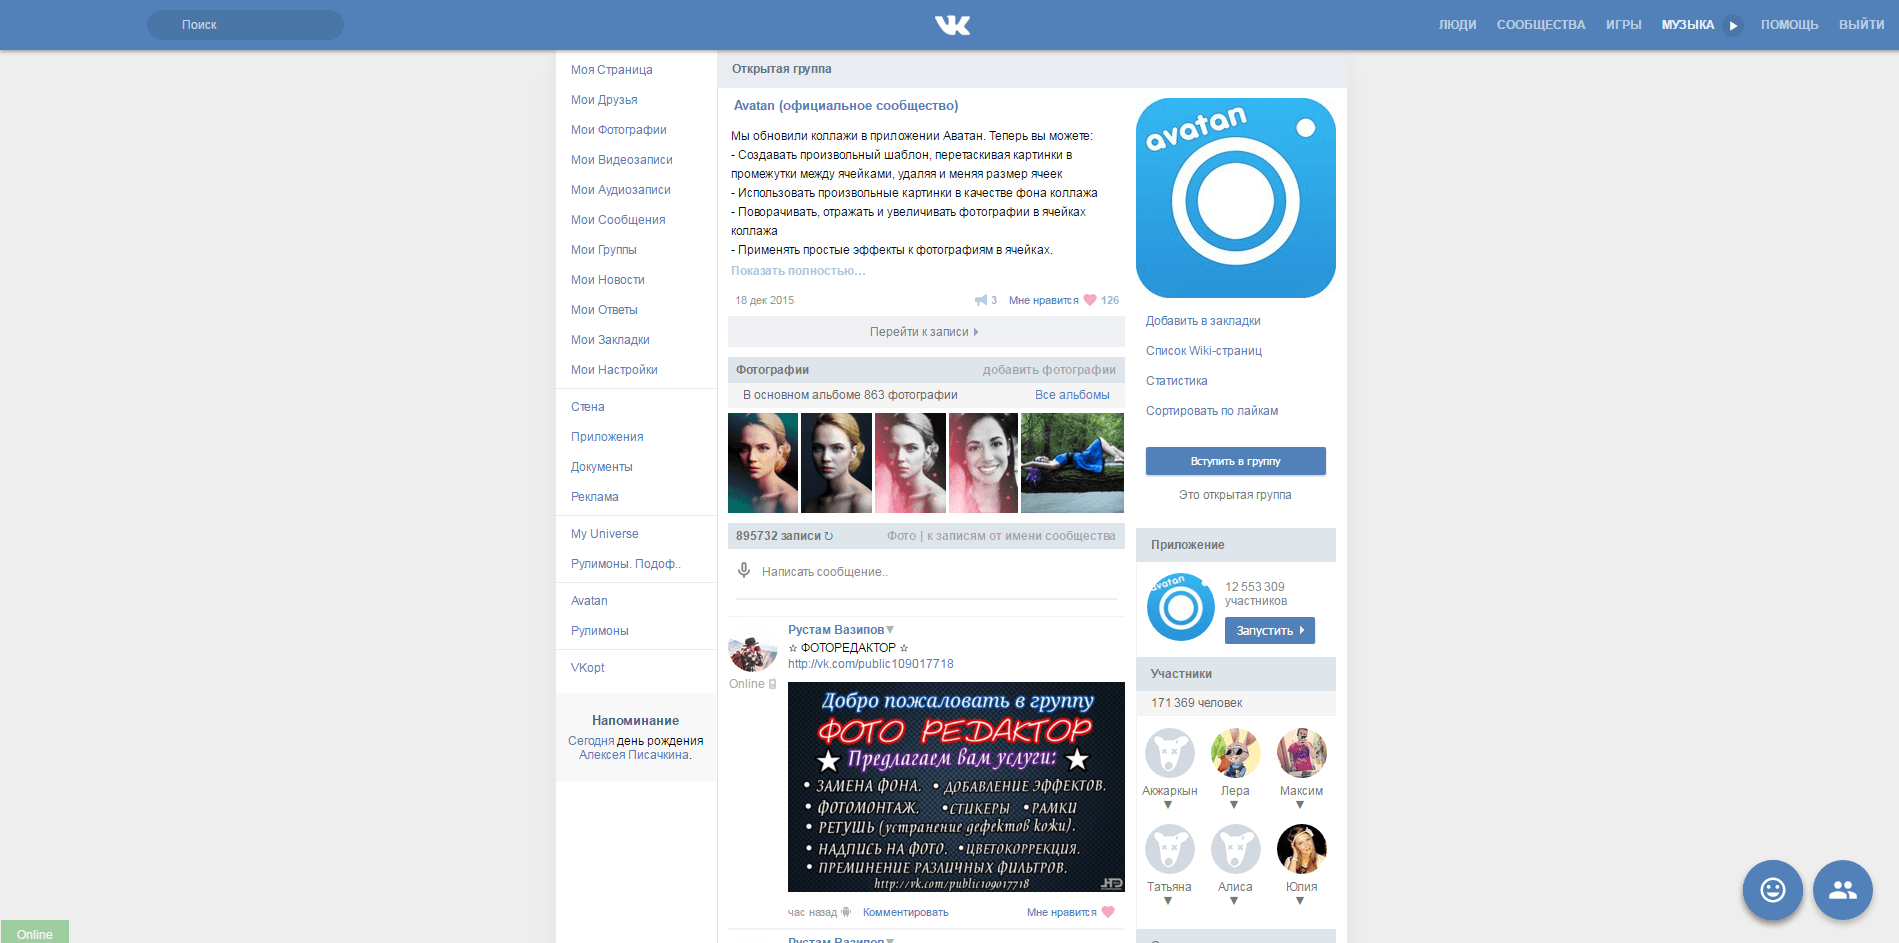 Поиск
ЛЮДИ СООБЩЕСТВА ИГРЫ МУЗЫКА ПОМОЩЬ ВЫЙТИ
Моя Страница
Мои Друзья
Мои Фотографии
Мои Видеозаписи
Мои Аудиозаписи
Мои Сообщения
Мои Группы
Мои Новости
Мои Ответы
Мои Закладки
Мои Настройки
Стена
Приложения
Документы
Реклама
My Universe
Рулимоны. Подоф..
Avatan
Рулимоны
VKopt
Напоминание
Сегодня день рождения
Алексея Писачкина.
Online
Открытая группа
Avatan (официальное сообщество)
Мы обновили коллажи в приложении Аватан. Теперь вы можете:
- Создавать произвольный шаблон, перетаскивая картинки в
промежутки между ячейками, удаляя и меняя размер ячеек
- Использовать произвольные картинки в качестве фона коллажа
- Поворачивать, отражать и увеличивать фотографии в ячейках
коллажа
- Применять простые эффекты к фотографиям в ячейках.
Показать полностью...
18 дек 2015 3 Мне нравится 126
Перейти к записи
Фотографии добавить фотографии
В основном альбоме 863 фотографии Все альбомы
895732 записи Фото | к записям от имени сообщества
Написать сообщение..
Рустам Вазипов
☆ ФОТОРЕДАКТОР ☆
http://vk.com/public109017718
Online
Добро пожаловать в группу
ФОТО РЕДАКТОР
Предлагаем вам услуги:
• ЗАМЕНА ФОНА. • ДОБАВЛЕНИЕ ЭФФЕКТОВ.
• ФОТОМОНТАЖ. •СТИКЕРЫ •РАМКИ
• РЕТУШЬ (устранение дефектов кожи).
• НАДПИСЬ НА ФОТО. •ЦВЕТОКОРРЕКЦИЯ.
• ПРЕМИНЕНИЕ РАЗЛИЧНЫХ ФИЛЬТРОВ.
http://vk.com/public109017718
час назад Комментировать Мне нравится
Рустам Вазипов
avatan
Добавить в закладки
Список Wiki-страниц
Статистика
Сортировать по лайкам
Вступить в группу
Это открытая группа
Приложение
avatan
12 553 309
участников
Запустить
Участники
171 369 человек
Акжаркын Лера Максим
Татьяна Алиса Юлия